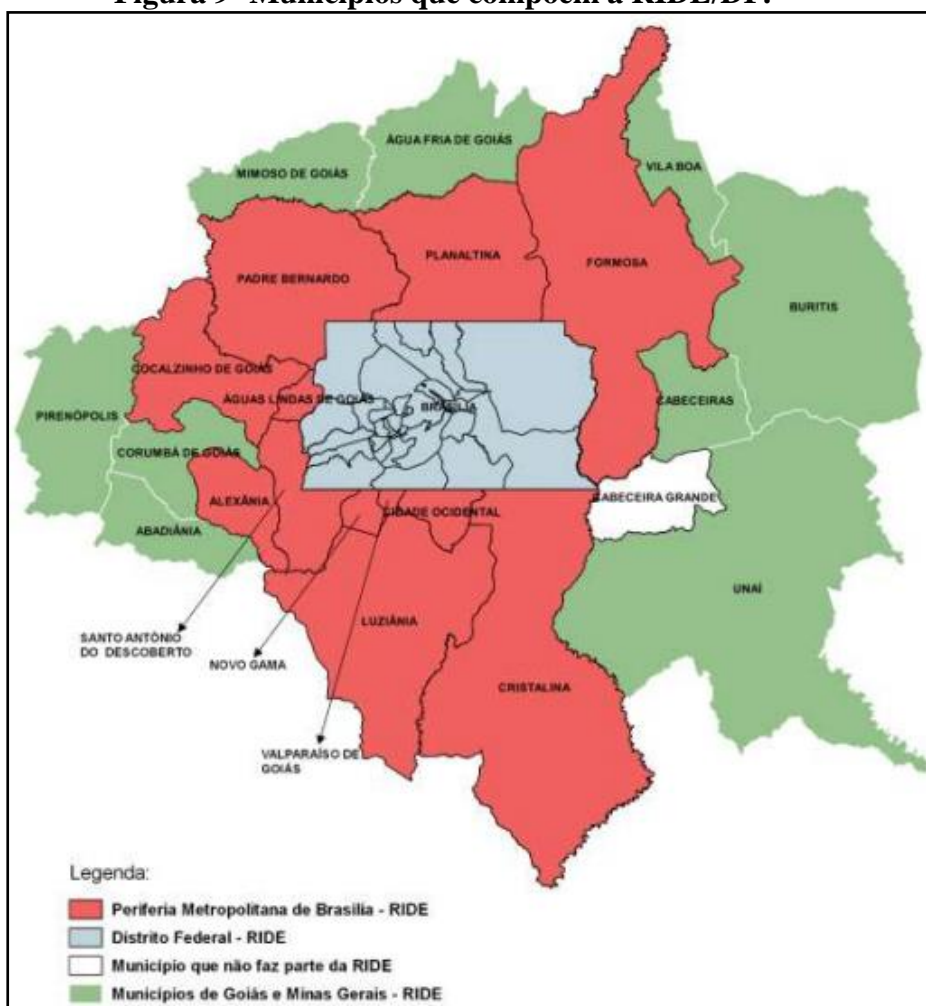 Figura 9- Municípios que compõem a RIDE/DF.
ÁGUA FRIA DE GOIÁS
MIMOSO DE GOIÁS
VILA BOA
PLANALTINA
FORMOSA
PADRE BERNARDO
BURITIS
COCALZINHO DE GOIÁS
ÁGUAS LINDAS DE GOIÁS
BRASÍLIA
CABECEIRAS
PIRENÓPOLIS
CORUMBÁ DE GOIÁS
ALEXÂNIA
CABECEIRA GRANDE
CIDADE OCIDENTAL
ABADIÂNIA
UNAÍ
LUZIÂNIA
SANTO ANTÔNIO
DO DESCOBERTO
NOVO GAMA
CRISTALINA
VALPARAÍSO DE
GOIÁS
Legenda:
Periferia Metropolitana de Brasilia - RIDE
Distrito Federal - RIDE
Município que não faz parte da RIDE
Municípios de Goiás e Minas Gerais - RIDE